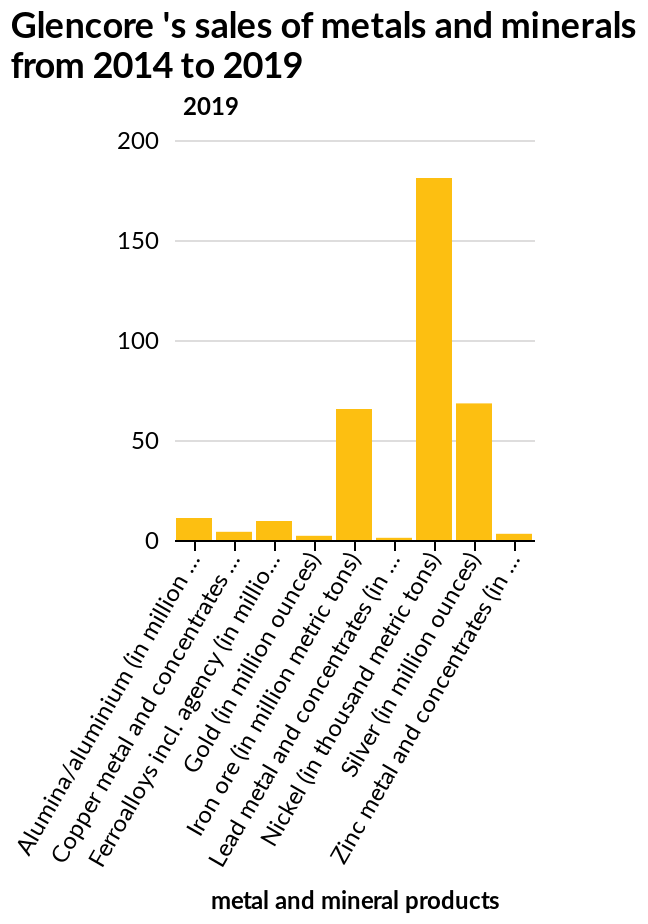 Glencore 's sales of metals and minerals
from 2014 to 2019
2019
200
150
100
50
0
Alumina/aluminium (in million ...
Copper metal and concentrates ...
Ferroalloys incl. agency (in millio...
Gold (in million ounces)
Iron ore (in million metric tons)
Lead metal and concentrates (in ...
Nickel (in thousand metric tons)
Silver (in million ounces)
Zinc metal and concentrates (in ...
metal and mineral products